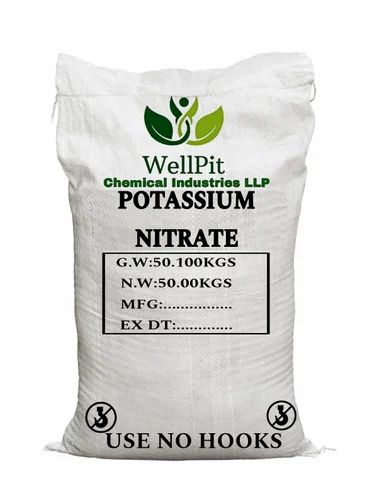 WellPit
Chemical Industries LLP
POTASSIUM
NITRATE
G.W:50.100KGS
N.W:50.00KGS
MFG:................
EX DT:.............
USE NO HOOKS